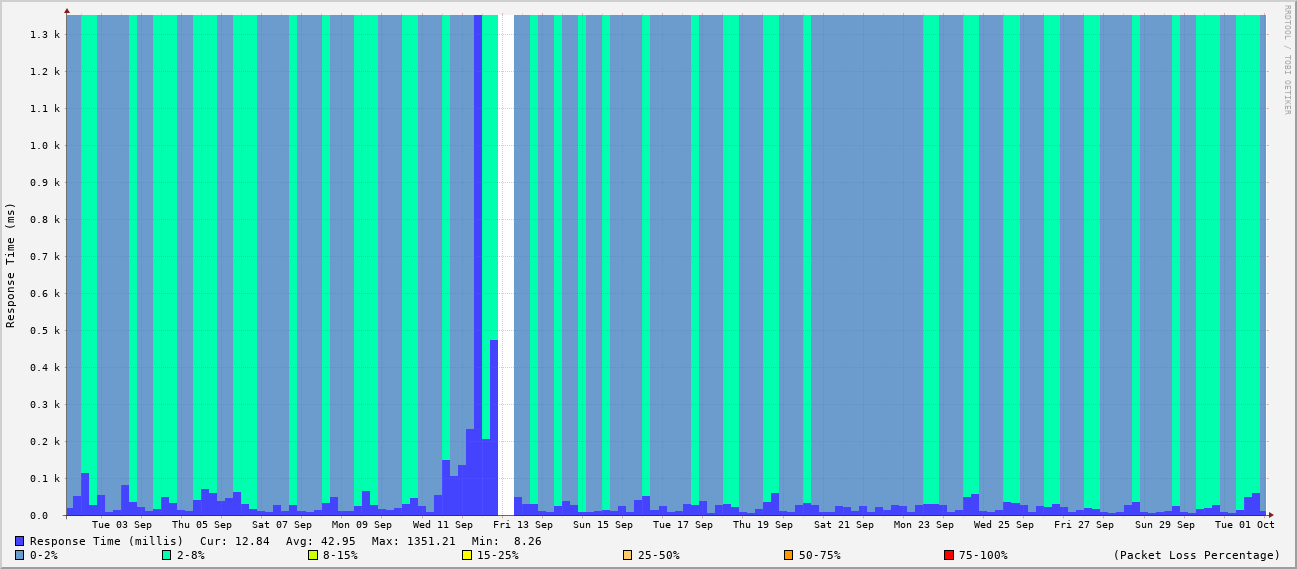 RRDTOOL / TOBI OETIKER
Response Time (ms)
1.3 k
1.2 k
1.1 k
1.0 k
0.9 k
0.8 k
0.7 k
0.6 k
0.5 k
0.4 k
0.3 k
0.2 k
0.1 k
0.0
Tue 03 Sep Thu 05 Sep Sat 07 Sep Mon 09 Sep Wed 11 Sep Fri 13 Sep Sun 15 Sep Tue 17 Sep Thu 19 Sep Sat 21 Sep Mon 23 Sep Wed 25 Sep Fri 27 Sep Sun 29 Sep Tue 01 Oct
Response Time (millis) Cur: 12.84 Avg: 42.95 Max: 1351.21 Min: 8.26
0-2% 2-8% 8-15% 15-25% 25-50% 50-75% 75-100% (Packet Loss Percentage)